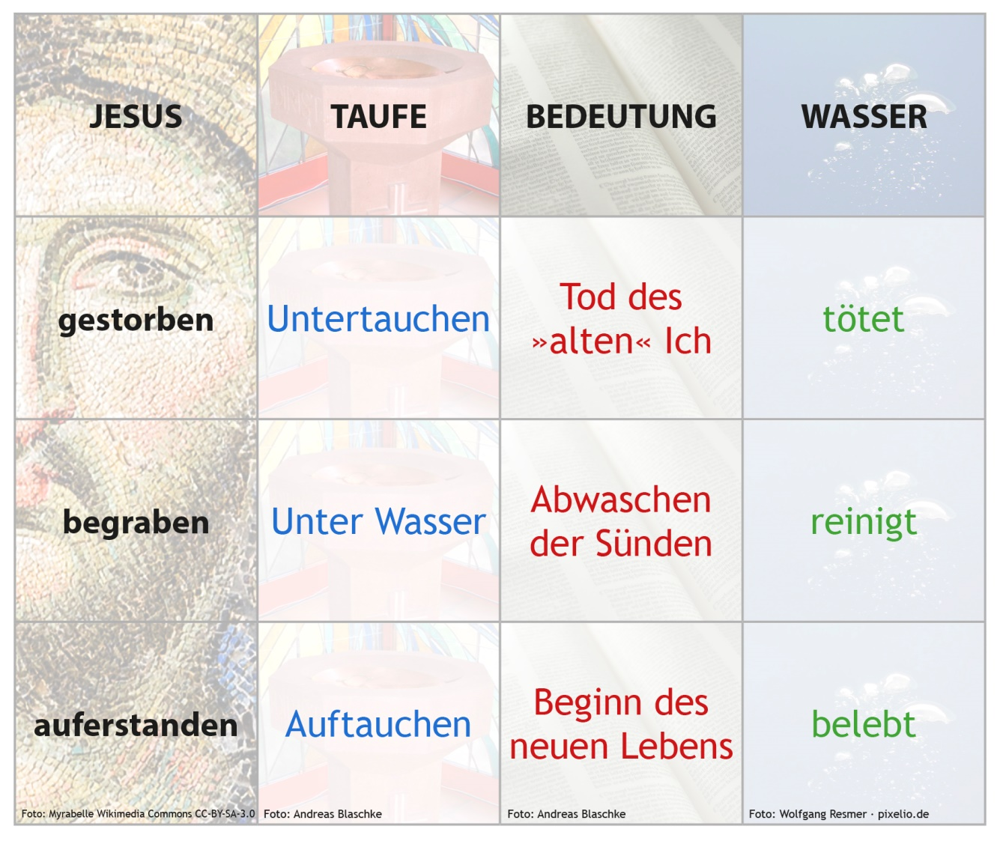 JESUS TAUFE BEDEUTUNG WASSER
gestorben Untertauchen Tod des »alten« Ich tötet
begraben Unter Wasser Abwaschen der Sünden reinigt
auferstanden Auftauchen Beginn des neuen Lebens belebt
Foto: Myrabelle Wikimedia Commons CC-BY-SA-3.0 Foto: Andreas Blaschke Foto: Andreas Blaschke Foto: Wolfgang Resmer · pixelio.de